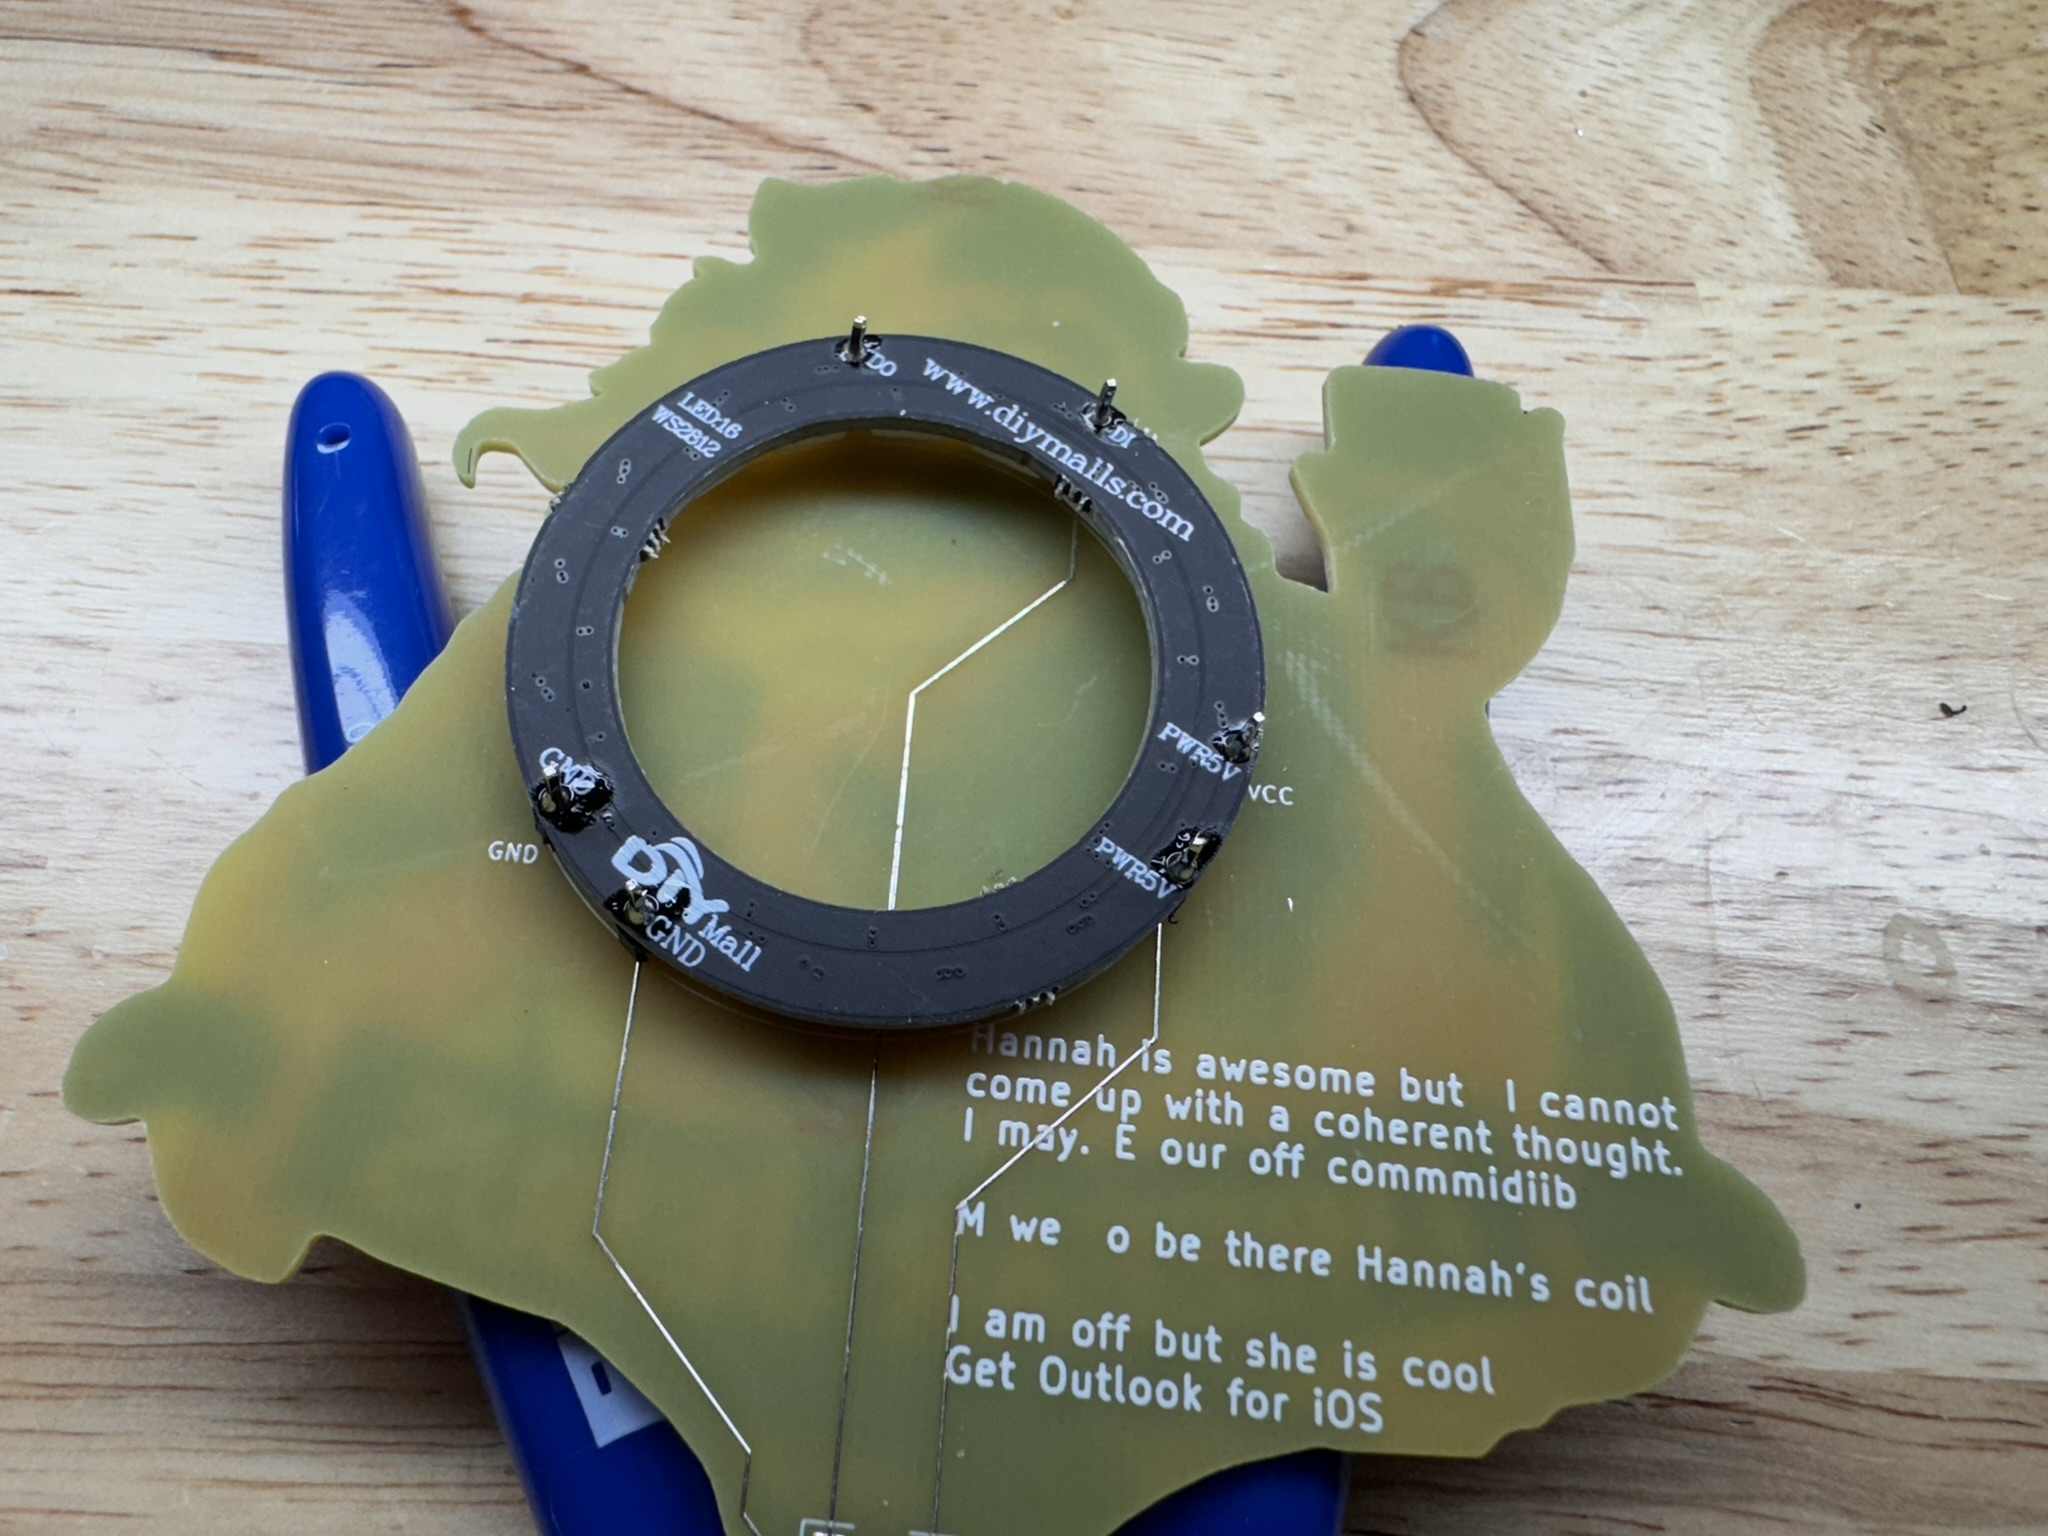 DO
www.diymalls.com
DI
LED:16
WS2812
PWR5V
VCC
GND
GND
PWR5V
DIY Mall
GND
Hannah is awesome but I cannot
come up with a coherent thought.
I may. E our off commmidiib
M we o be there Hannah's coil
I am off but she is cool
Get Outlook for iOS